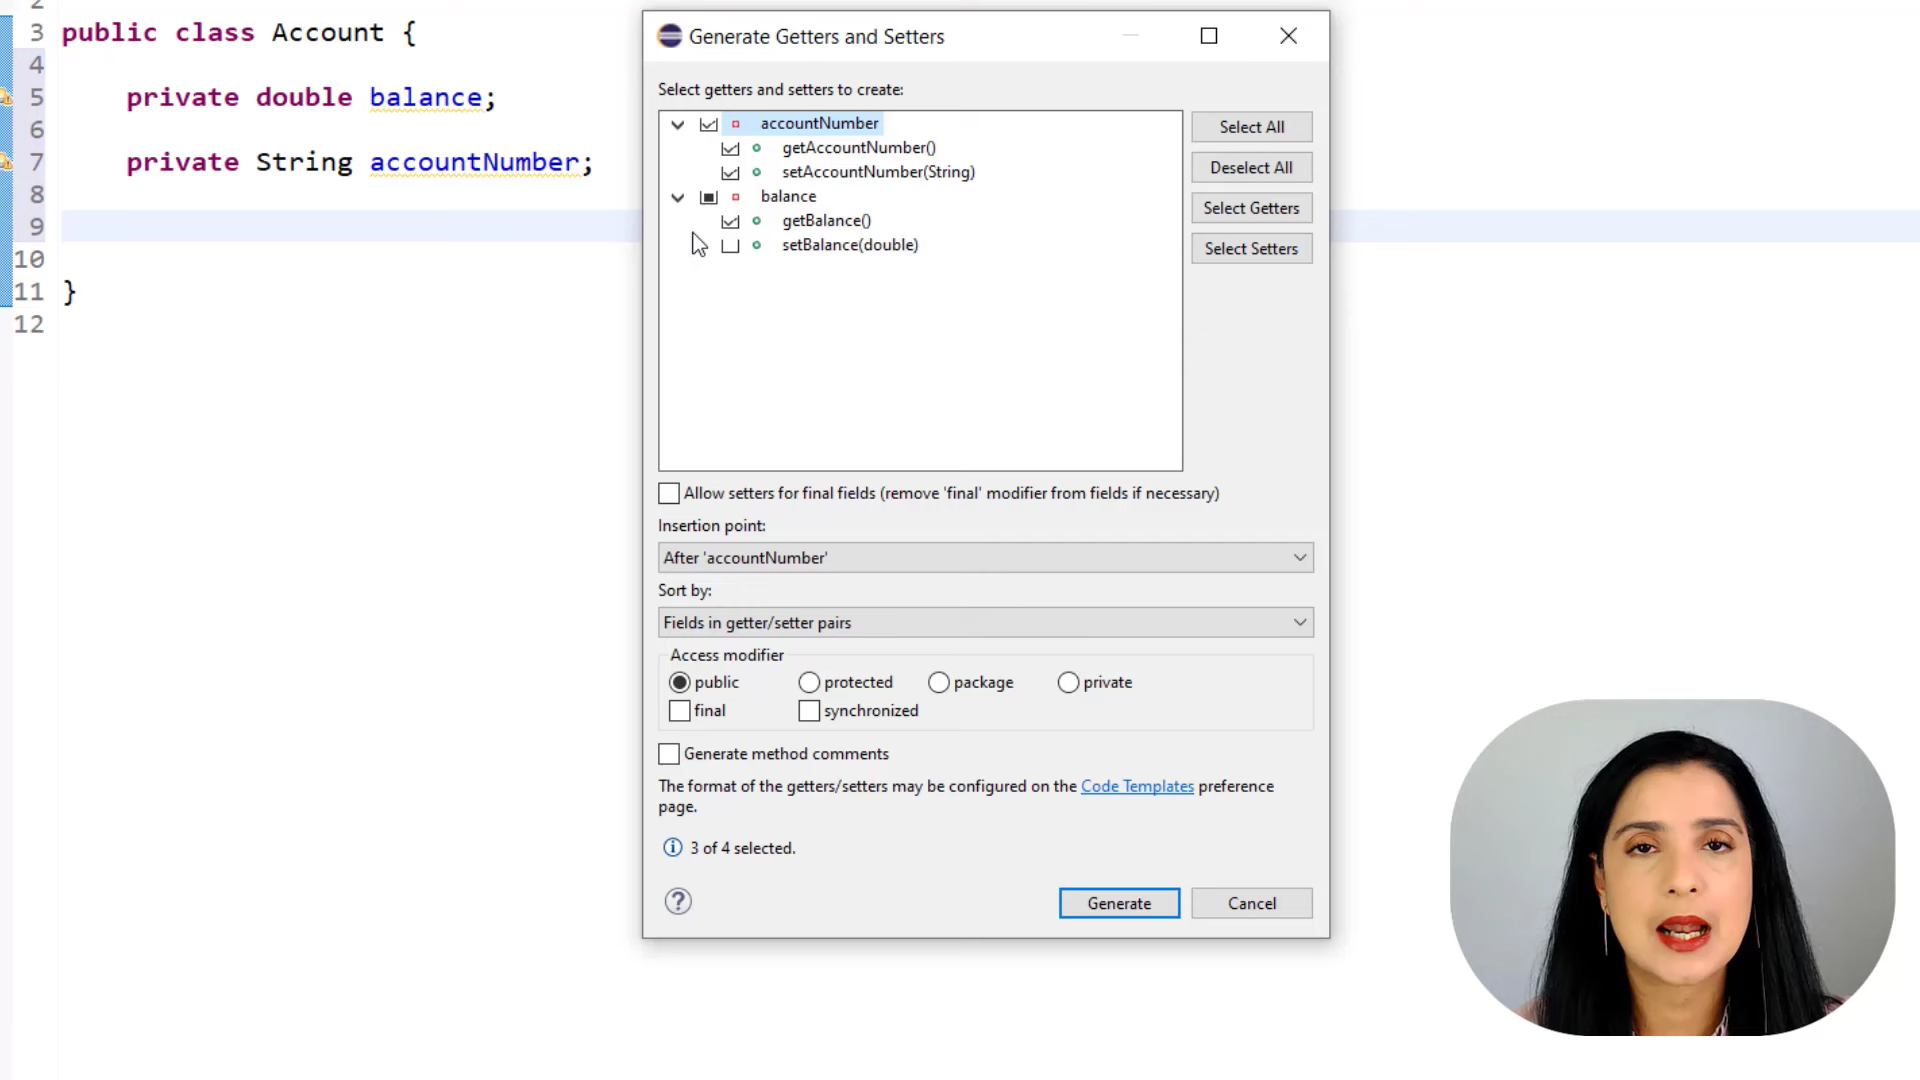 2
3 public class Account {
4
5 private double balance;
6
7 private String accountNumber;
8
9
10
11 }
12
Generate Getters and Setters
Select getters and setters to create:
accountNumber
getAccountNumber()
setAccountNumber(String)
balance
getBalance()
setBalance(double)
Select All
Deselect All
Select Getters
Select Setters
Allow setters for final fields (remove 'final' modifier from fields if necessary)
Insertion point:
After 'accountNumber'
Sort by:
Fields in getter/setter pairs
Access modifier
public protected package private
final synchronized
Generate method comments
The format of the getters/setters may be configured on the Code Templates preference
page.
3 of 4 selected.
Generate Cancel